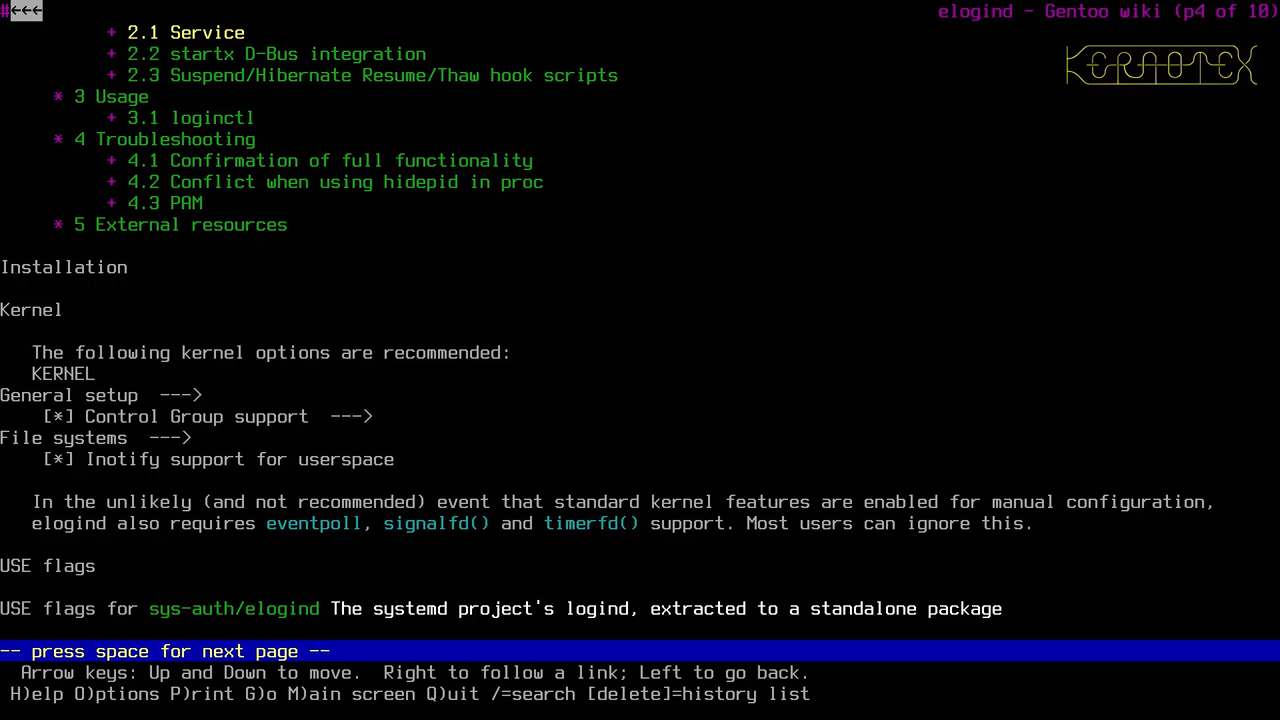 #←←← elogind - Gentoo wiki (p4 of 10)
+ 2.1 Service
+ 2.2 startx D-Bus integration
+ 2.3 Suspend/Hibernate Resume/Thaw hook scripts
KERNOTEX
* 3 Usage
+ 3.1 loginctl
* 4 Troubleshooting
+ 4.1 Confirmation of full functionality
+ 4.2 Conflict when using hidepid in proc
+ 4.3 PAM
* 5 External resources
Installation
Kernel
The following kernel options are recommended:
KERNEL
General setup --->
[*] Control Group support --->
File systems --->
[*] Inotify support for userspace
In the unlikely (and not recommended) event that standard kernel features are enabled for manual configuration,
elogind also requires eventpoll, signalfd() and timerfd() support. Most users can ignore this.
USE flags
USE flags for sys-auth/elogind The systemd project's logind, extracted to a standalone package
-- press space for next page --
Arrow keys: Up and Down to move. Right to follow a link; Left to go back.
H)elp O)ptions P)rint G)o M)ain screen Q)uit /=search [delete]=history list